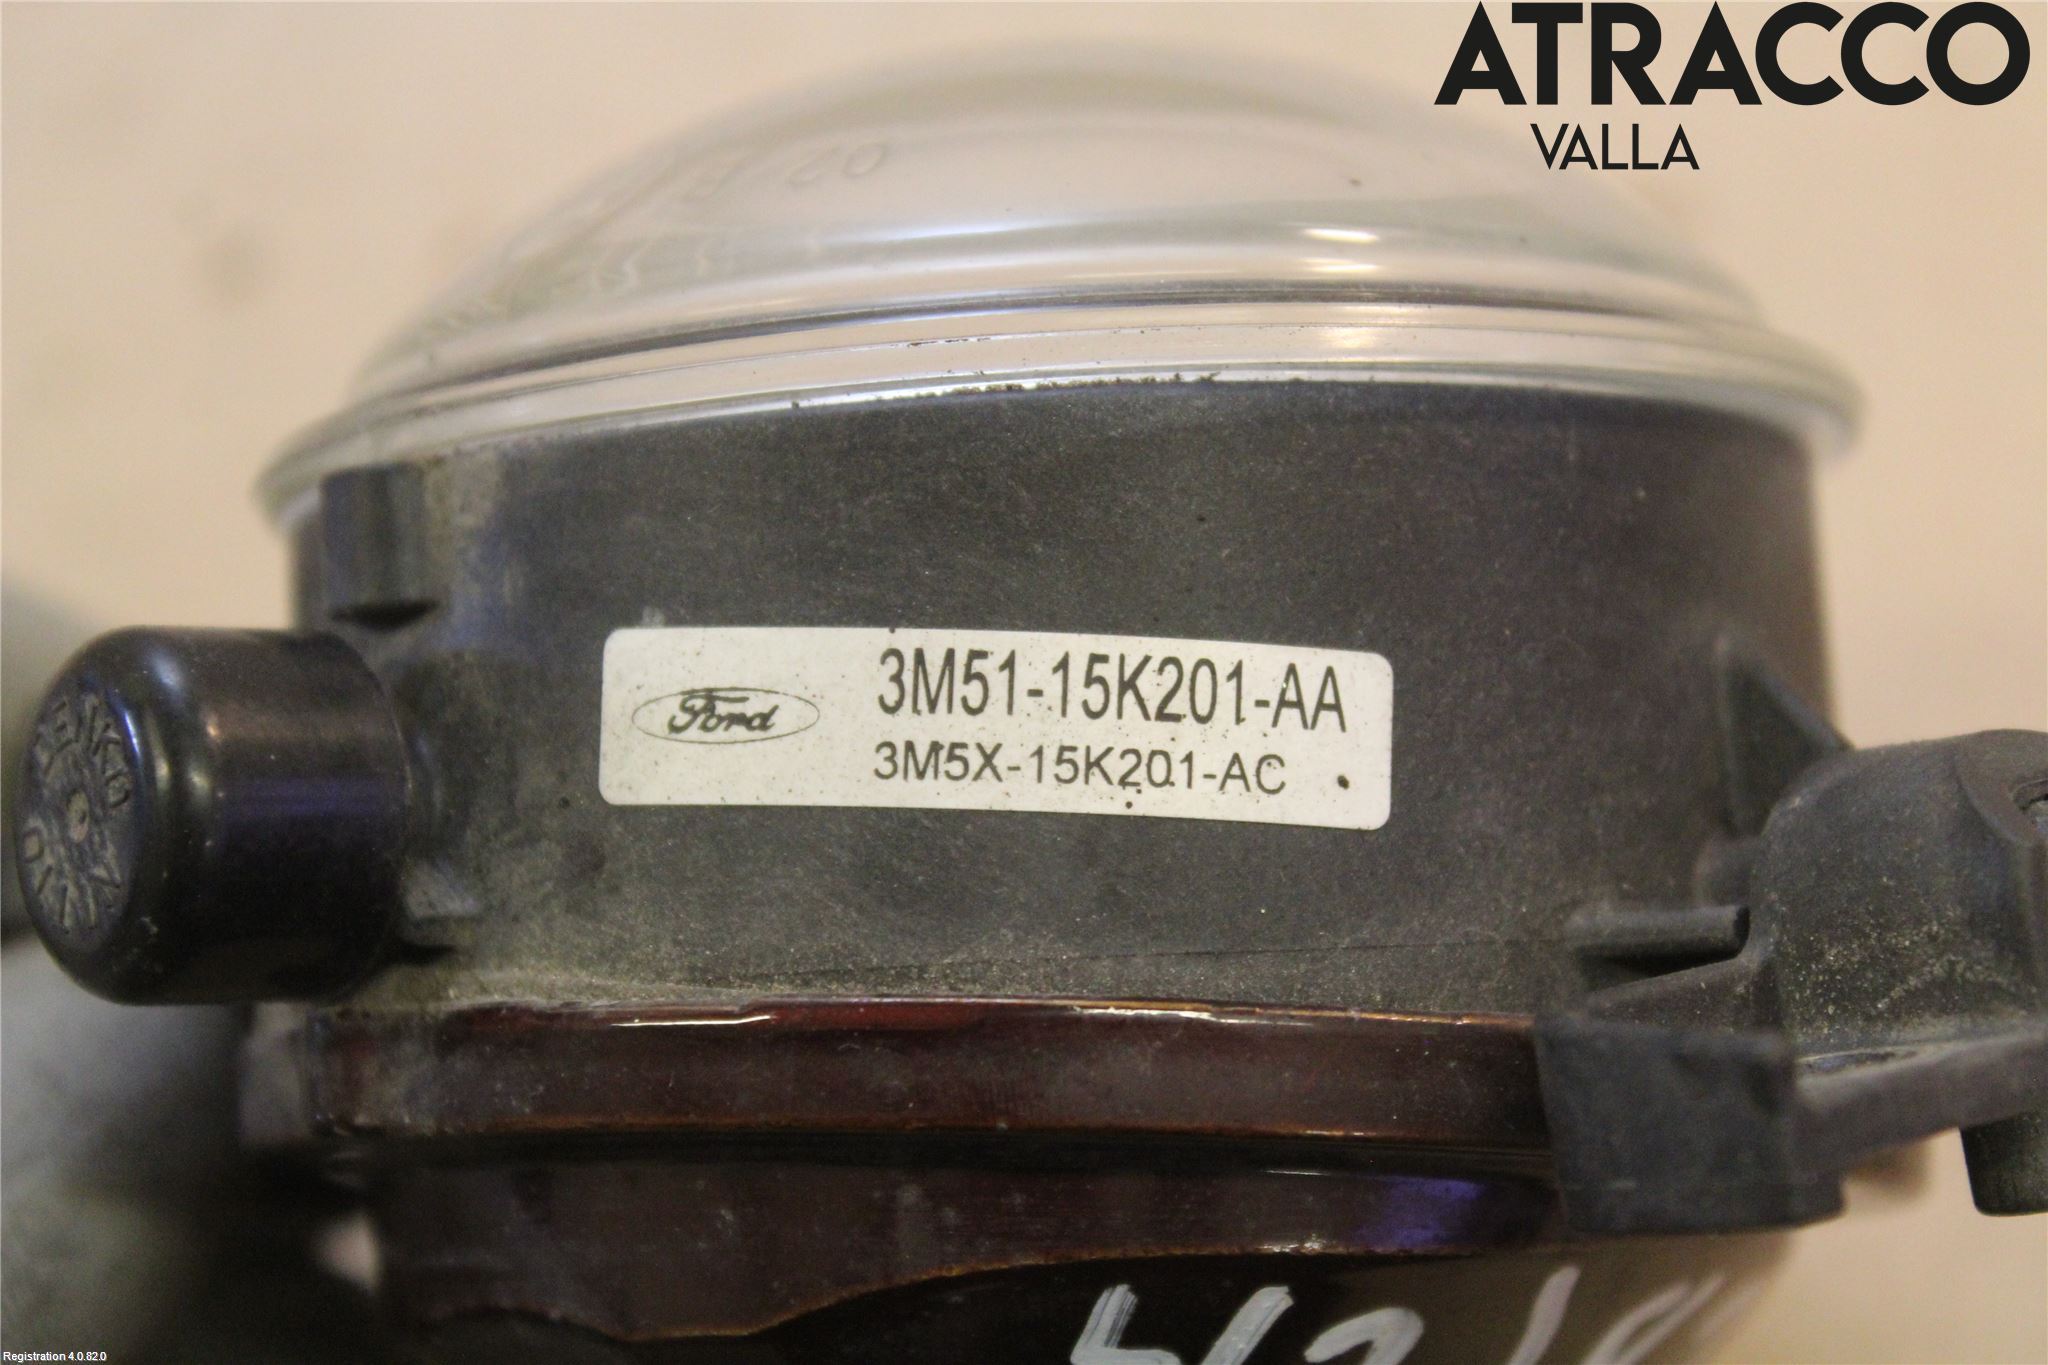 ATRACCO
VALLA
Ford
3M51-15K201-AA
3M5X-15K201-AC
Registration 4.0.82.0